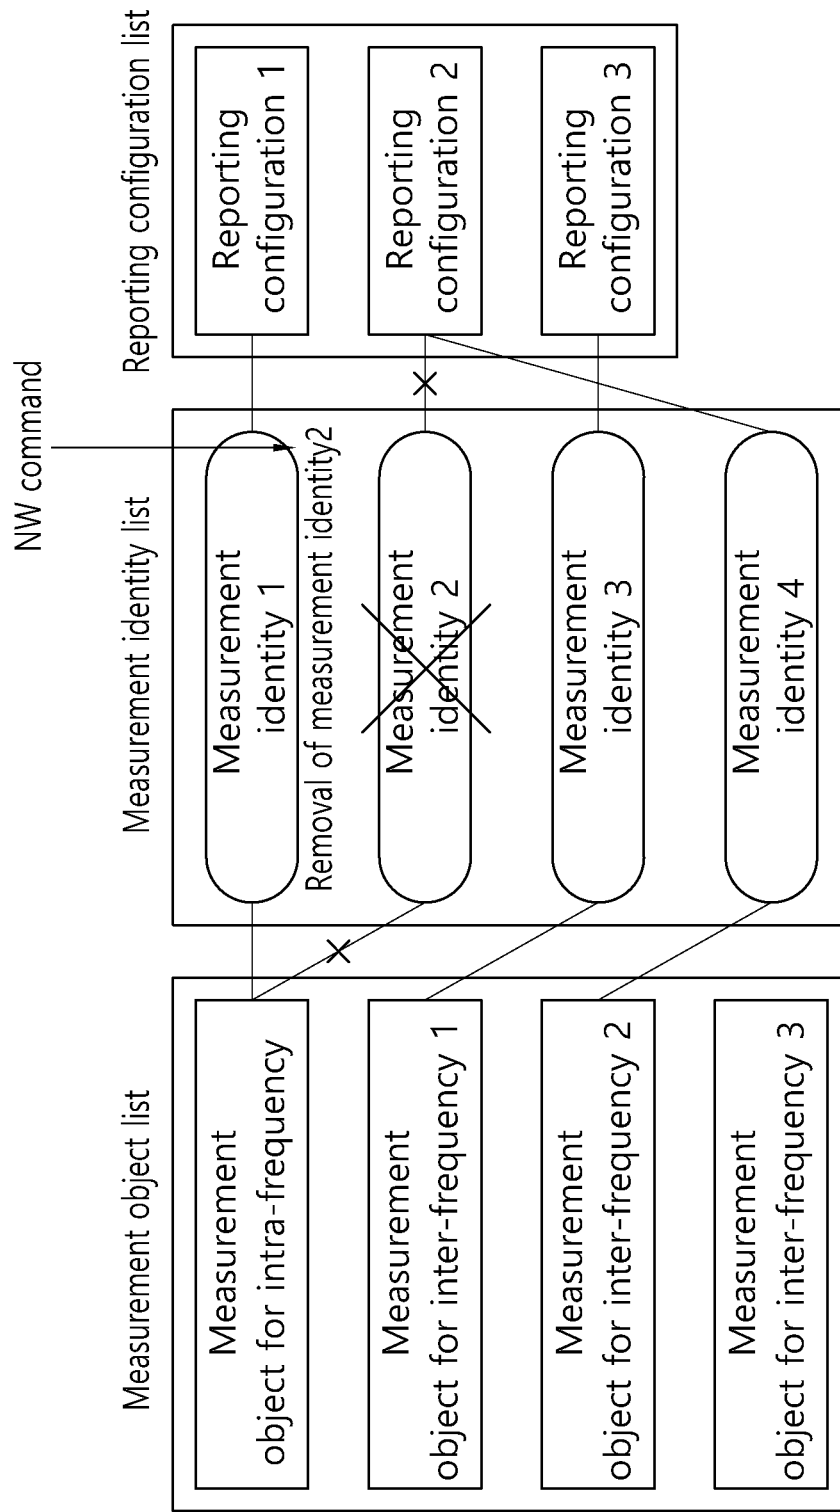 NW command
Measurement object list
Measurement identity list
Reporting configuration list
Measurement
object for intra-frequency
Measurement
identity 1
Reporting
configuration 1
Removal of measurement identity2
Measurement
object for inter-frequency 1
Measurement
identity 2
Reporting
configuration 2
Measurement
object for inter-frequency 2
Measurement
identity 3
Reporting
configuration 3
Measurement
object for inter-frequency 3
Measurement
identity 4